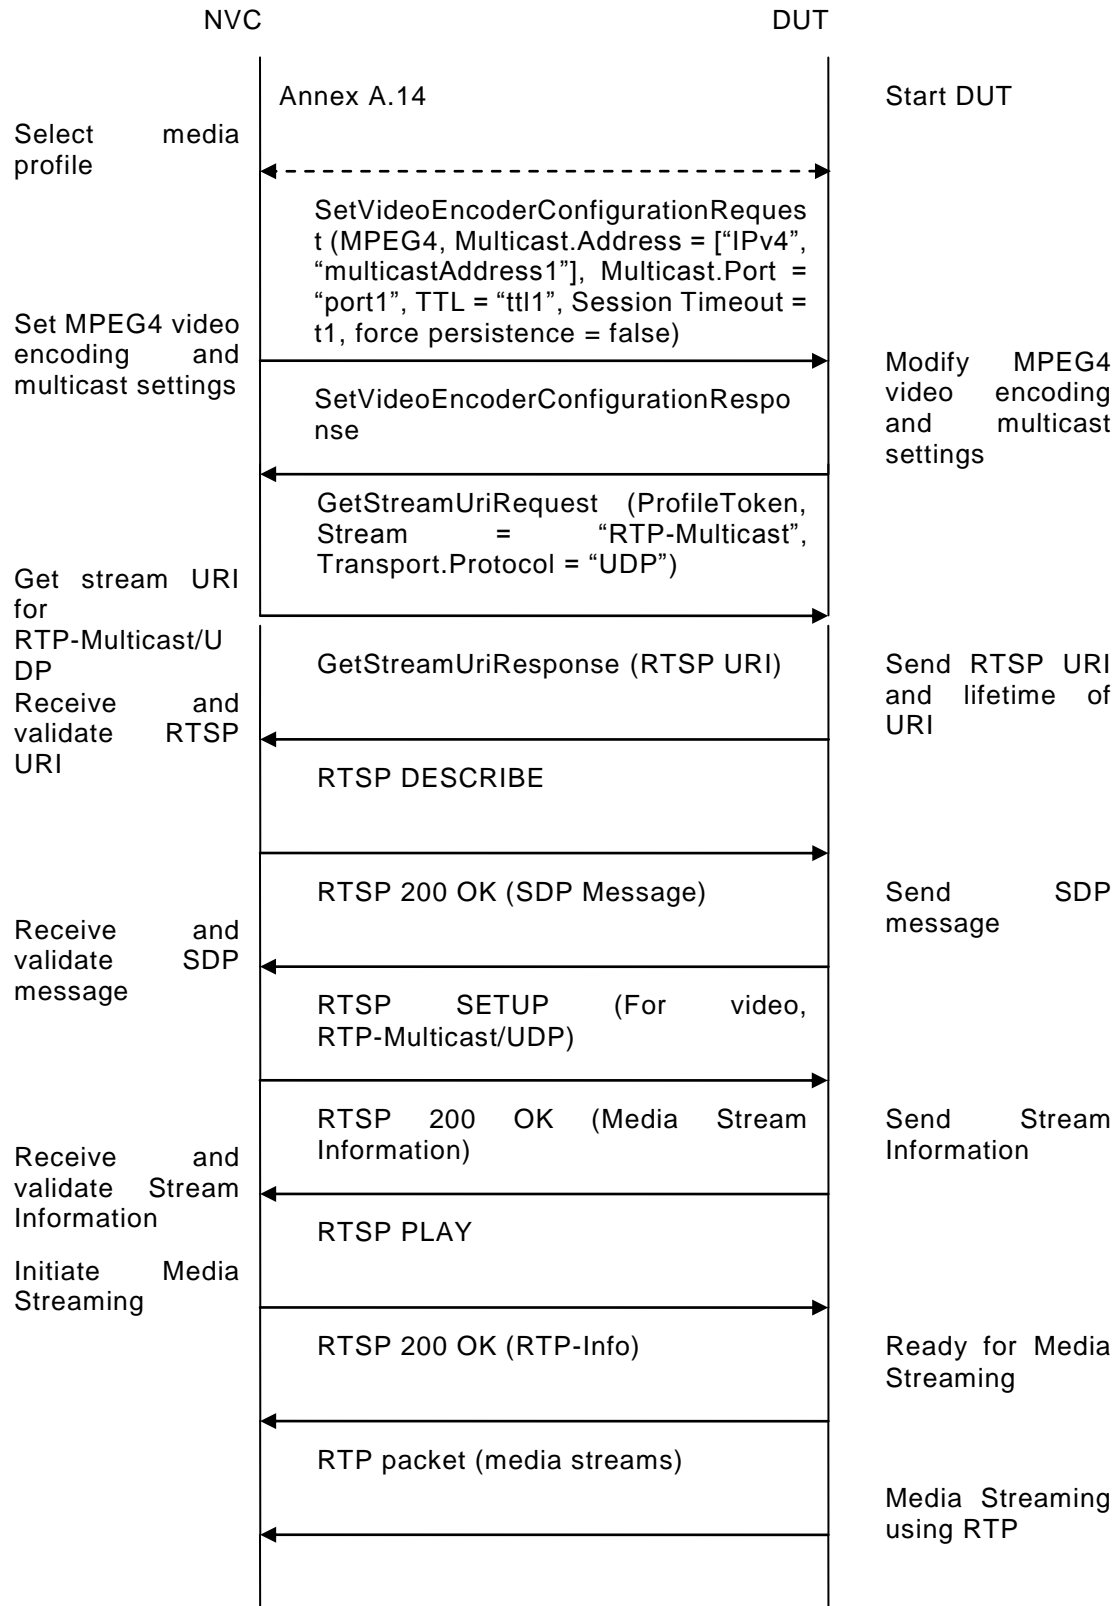 NVC
DUT
Annex A.14
Start DUT
Select media
profile
SetVideoEncoderConfigurationReques
t (MPEG4, Multicast.Address = [“IPv4”,
“multicastAddress1”], Multicast.Port =
“port1”, TTL = “ttl1”, Session Timeout =
t1, force persistence = false)
Set MPEG4 video
encoding and
multicast settings
Modify MPEG4
video encoding
and multicast
settings
SetVideoEncoderConfigurationRespo
nse
GetStreamUriRequest (ProfileToken,
Stream = “RTP-Multicast”,
Transport.Protocol = “UDP”)
Get stream URI
for
RTP-Multicast/U
DP
GetStreamUriResponse (RTSP URI)
Send RTSP URI
and lifetime of
URI
Receive and
validate RTSP
URI
RTSP DESCRIBE
RTSP 200 OK (SDP Message)
Send SDP
message
Receive and
validate SDP
message
RTSP SETUP (For video,
RTP-Multicast/UDP)
RTSP 200 OK (Media Stream
Information)
Send Stream
Information
Receive and
validate Stream
Information
RTSP PLAY
Initiate Media
Streaming
RTSP 200 OK (RTP-Info)
Ready for Media
Streaming
RTP packet (media streams)
Media Streaming
using RTP